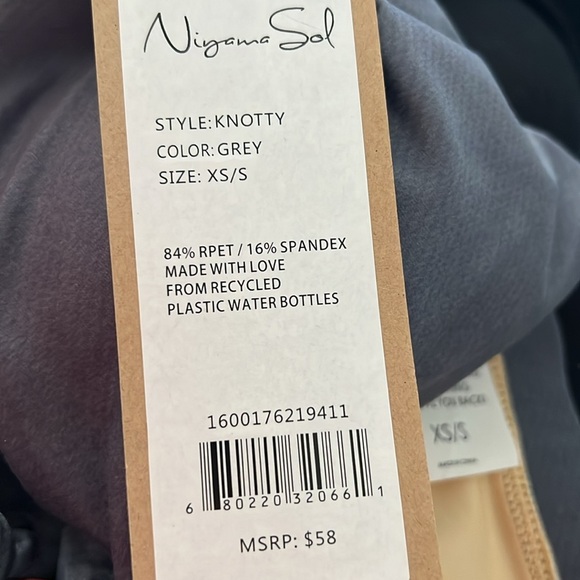 Niyama Sol
STYLE: KNOTTY
COLOR: GREY
SIZE: XS/S
84% RPET / 16% SPANDEX
MADE WITH LOVE
FROM RECYCLED
PLASTIC WATER BOTTLES
1600176219411
6 80220 32066 1
MSRP: $58
XS/S